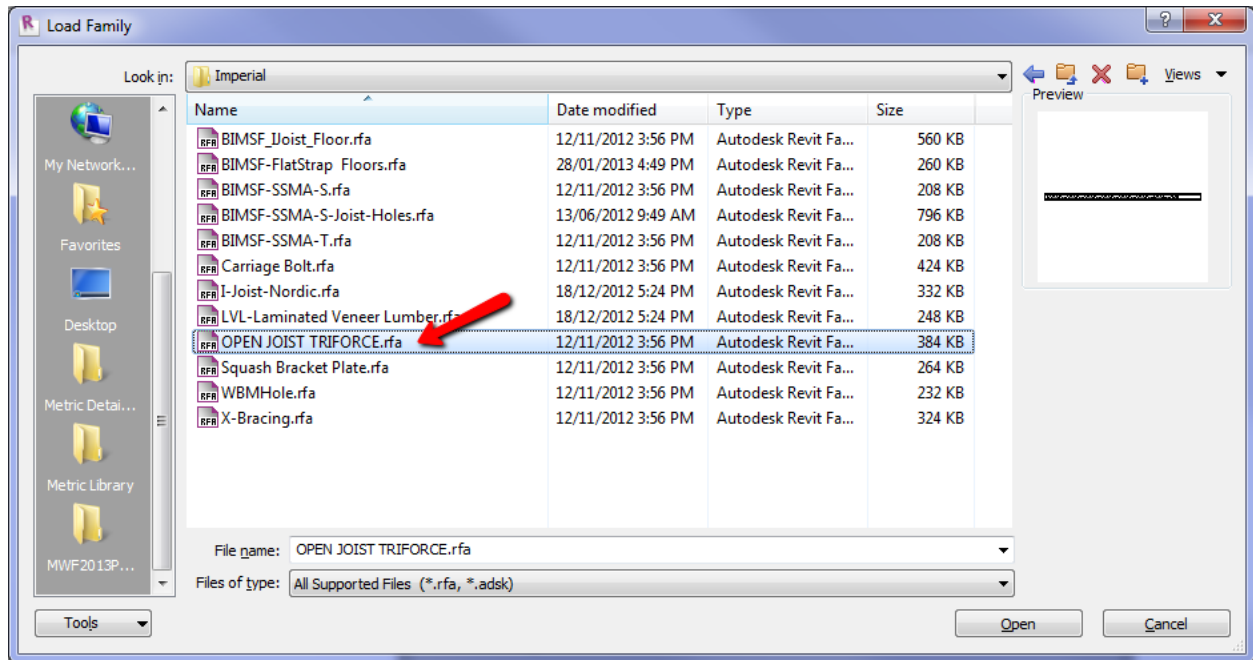 Load Family
Look in: Imperial Views
Preview
Name Date modified Type Size
BIMSF_IJoist_Floor.rfa 12/11/2012 3:56 PM Autodesk Revit Fa... 560 KB
BIMSF-FlatStrap Floors.rfa 28/01/2013 4:49 PM Autodesk Revit Fa... 260 KB
BIMSF-SSMA-S.rfa 12/11/2012 3:56 PM Autodesk Revit Fa... 208 KB
BIMSF-SSMA-S-Joist-Holes.rfa 13/06/2012 9:49 AM Autodesk Revit Fa... 796 KB
BIMSF-SSMA-T.rfa 12/11/2012 3:56 PM Autodesk Revit Fa... 208 KB
Carriage Bolt.rfa 12/11/2012 3:56 PM Autodesk Revit Fa... 424 KB
I-Joist-Nordic.rfa 18/12/2012 5:24 PM Autodesk Revit Fa... 332 KB
LVL-Laminated Veneer Lumber.rfa 18/12/2012 5:24 PM Autodesk Revit Fa... 248 KB
OPEN JOIST TRIFORCE.rfa 12/11/2012 3:56 PM Autodesk Revit Fa... 384 KB
Squash Bracket Plate.rfa 12/11/2012 3:56 PM Autodesk Revit Fa... 264 KB
WBMHole.rfa 12/11/2012 3:56 PM Autodesk Revit Fa... 232 KB
X-Bracing.rfa 12/11/2012 3:56 PM Autodesk Revit Fa... 324 KB
My Network...
Favorites
Desktop
Metric Detai...
Metric Library
MWF2013P...
File name: OPEN JOIST TRIFORCE.rfa
Files of type: All Supported Files (*.rfa, *.adsk)
Tools Open Cancel